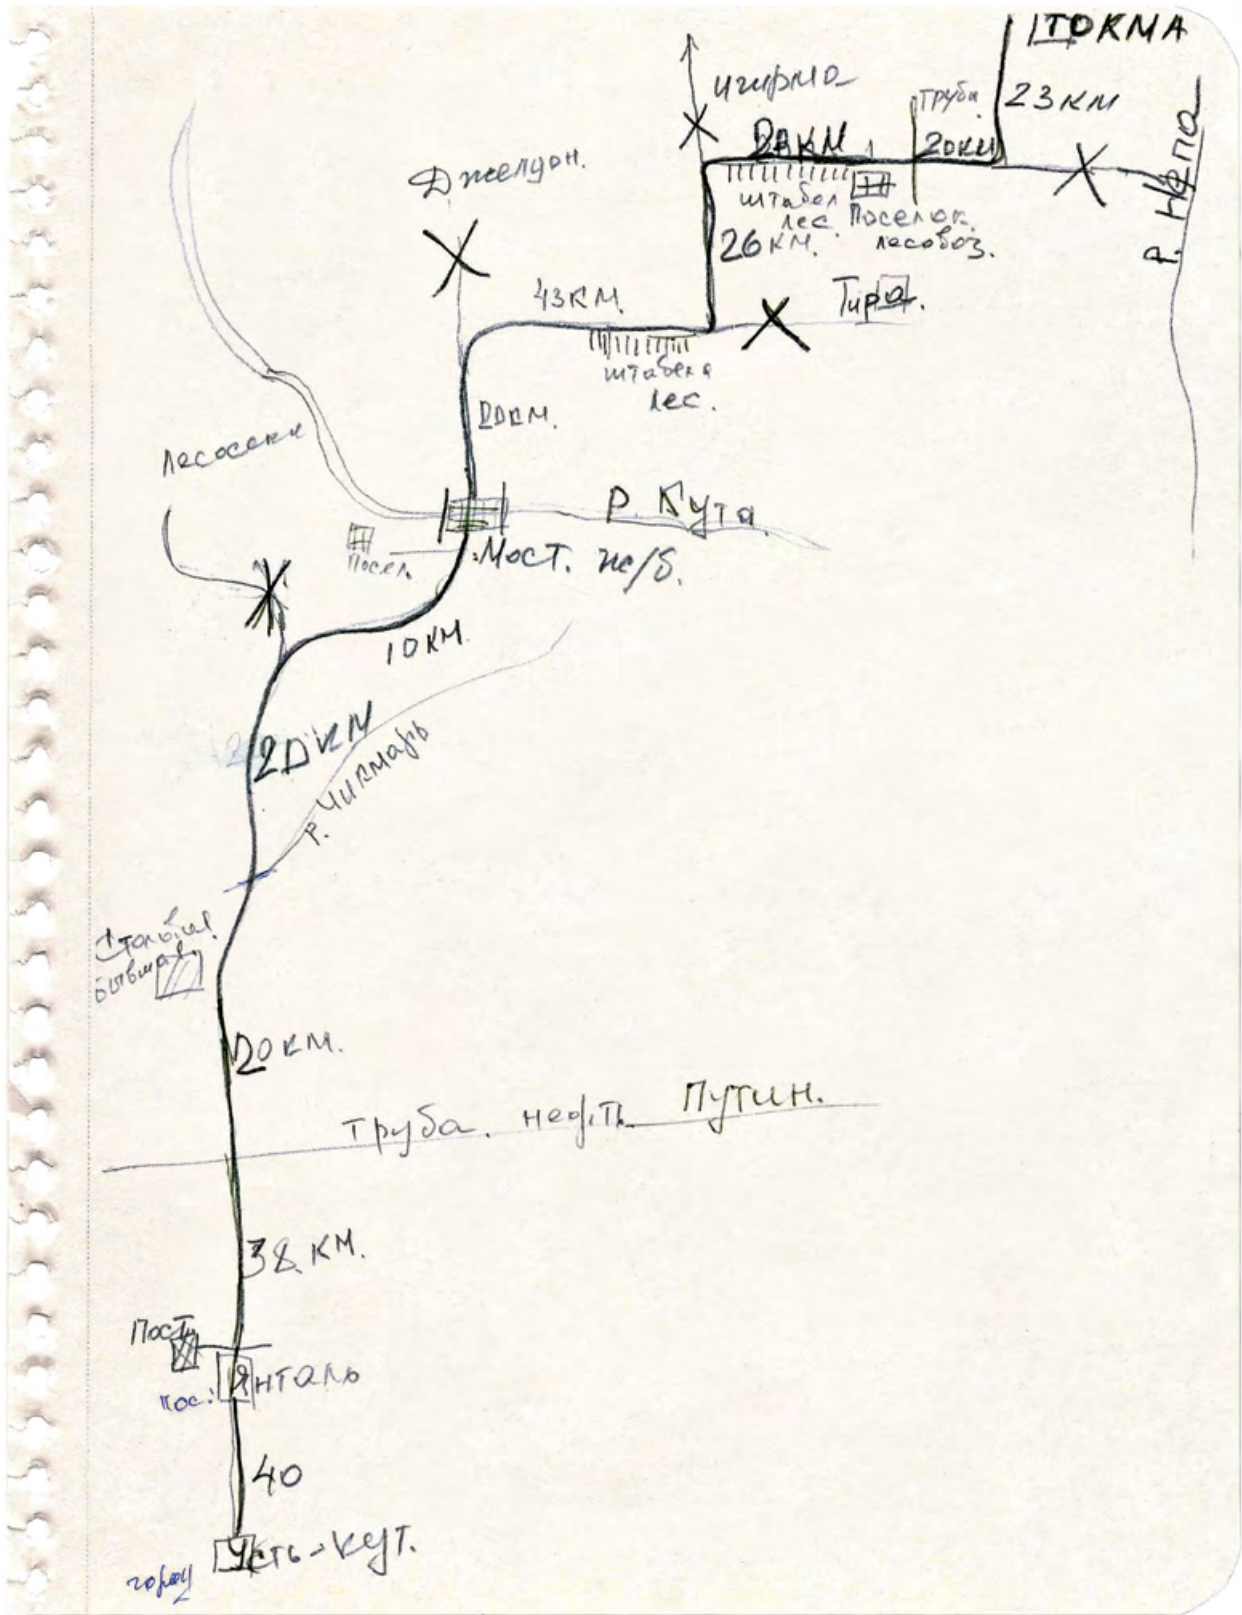 ТОКМА
23 км
игирма
труба
2 км
20 км
р. Непа
Джелдон.
штабел
лес.
Поселок.
лесовоз.
26 км.
43 км.
Тира.
штабеля
лес.
20 км.
лесосеки
р. Кута
посел.
Мост. ж/б.
10 км.
20 км
р. Чикмарь
бывшая.
20 км.
труба. нефть Путин.
38 км.
Пост
пос:
Янталь
40
Усть-Кут.
город